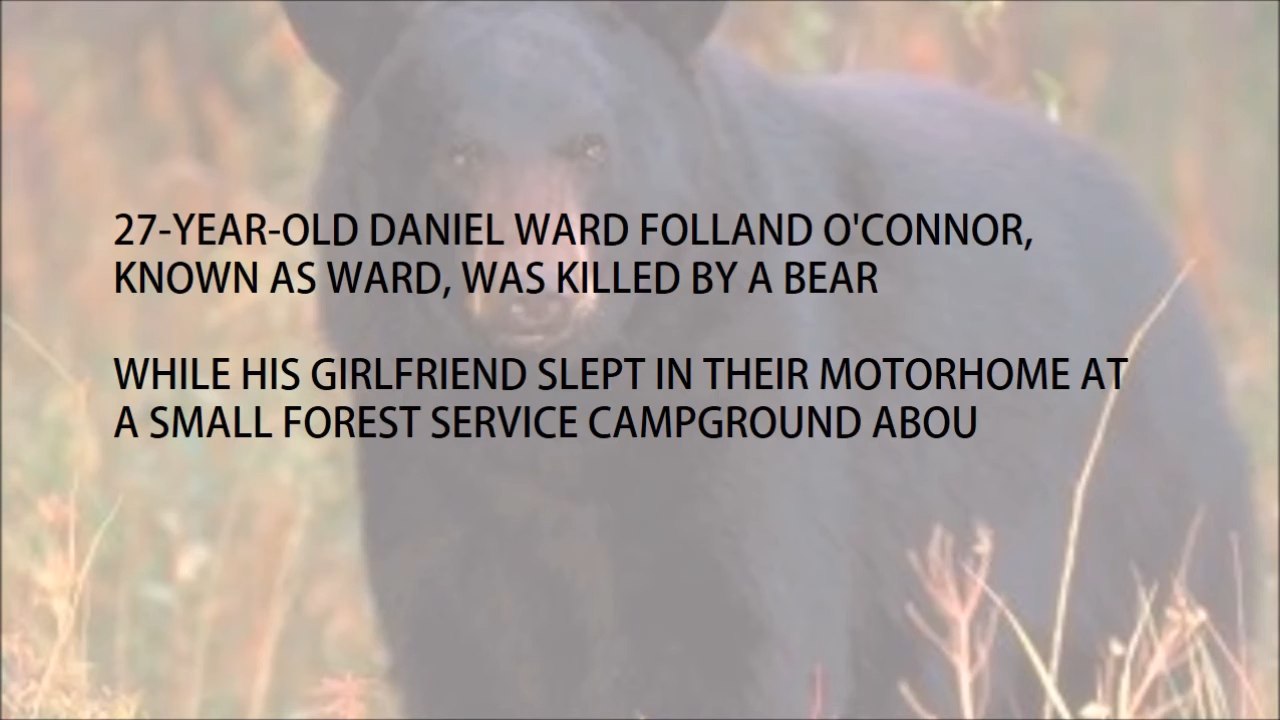 27-YEAR-OLD DANIEL WARD FOLLAND O'CONNOR,
KNOWN AS WARD, WAS KILLED BY A BEAR
WHILE HIS GIRLFRIEND SLEPT IN THEIR MOTORHOME AT
A SMALL FOREST SERVICE CAMPGROUND ABOU